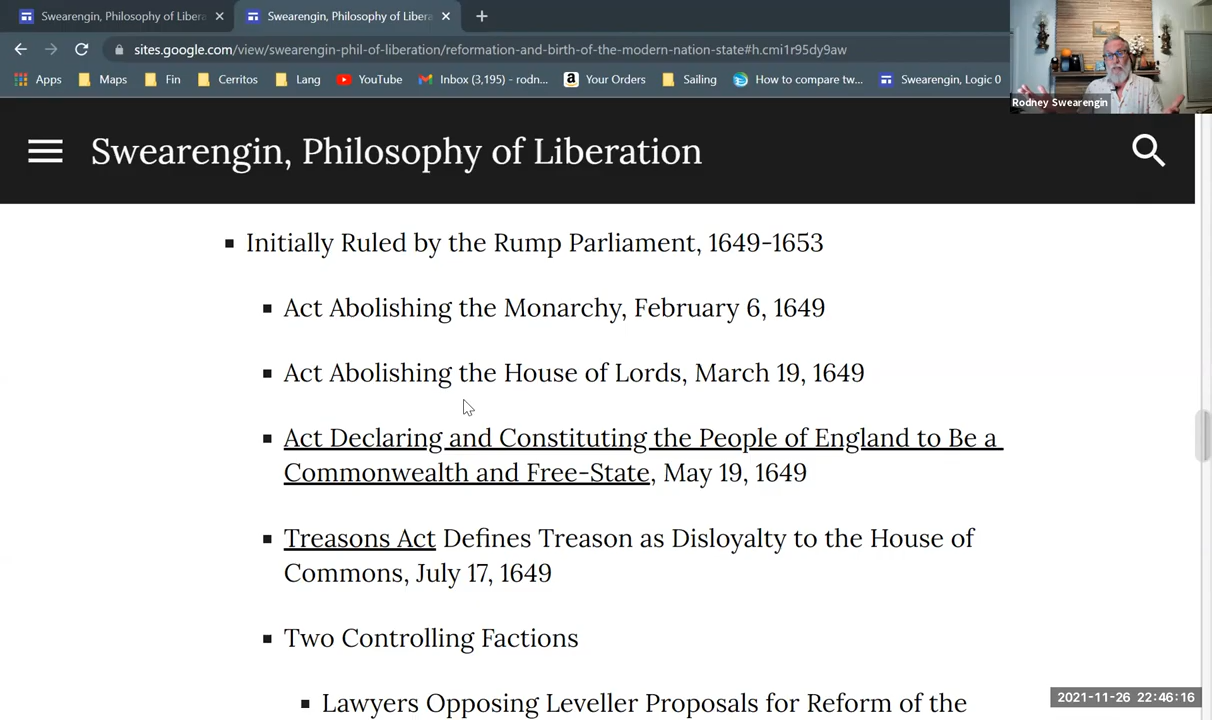 Swearengin, Philosophy of Libera
Swearengin, Philosophy of Libera
sites.google.com/view/swearengin-phil-of-liberation/reformation-and-birth-of-the-modern-nation-state#h.cmi1r95dy9aw
Apps Maps Fin Cerritos Lang YouTube Inbox (3,195) - rodn... Your Orders Sailing How to compare tw... Swearengin, Logic 0
Rodney Swearengin
Swearengin, Philosophy of Liberation
Initially Ruled by the Rump Parliament, 1649-1653
Act Abolishing the Monarchy, February 6, 1649
Act Abolishing the House of Lords, March 19, 1649
Act Declaring and Constituting the People of England to Be a
Commonwealth and Free-State, May 19, 1649
Treasons Act Defines Treason as Disloyalty to the House of
Commons, July 17, 1649
Two Controlling Factions
Lawyers Opposing Leveller Proposals for Reform of the
2021-11-26 22:46:16